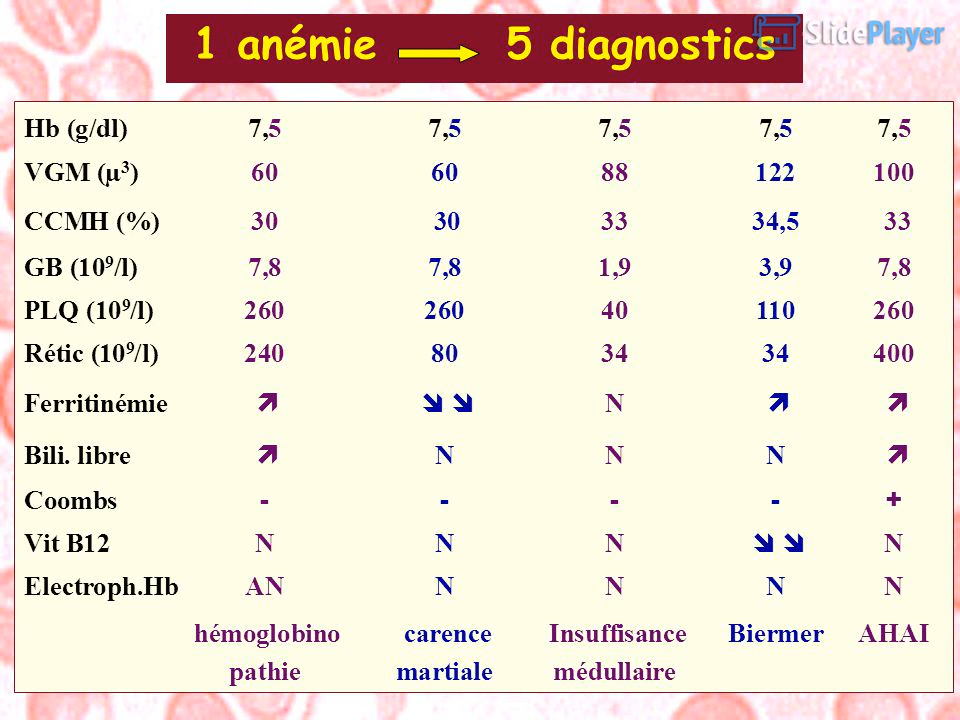 1 anémie → 5 diagnostics
SlidePlayer
Hb (g/dl) 7,5 7,5 7,5 7,5 7,5
VGM (µ³) 60 60 88 122 100
CCMH (%) 30 30 33 34,5 33
GB (10⁹/l) 7,8 7,8 1,9 3,9 7,8
PLQ (10⁹/l) 260 260 40 110 260
Rétic (10⁹/l) 240 80 34 34 400
Ferritinémie ↗ ↘ ↘ N ↗ ↗
Bili. libre ↗ N N N ↗
Coombs - - - - +
Vit B12 N N N ↘ ↘ N
Electroph.Hb AN N N N N
hémoglobino carence Insuffisance Biermer AHAI
pathie martiale médullaire